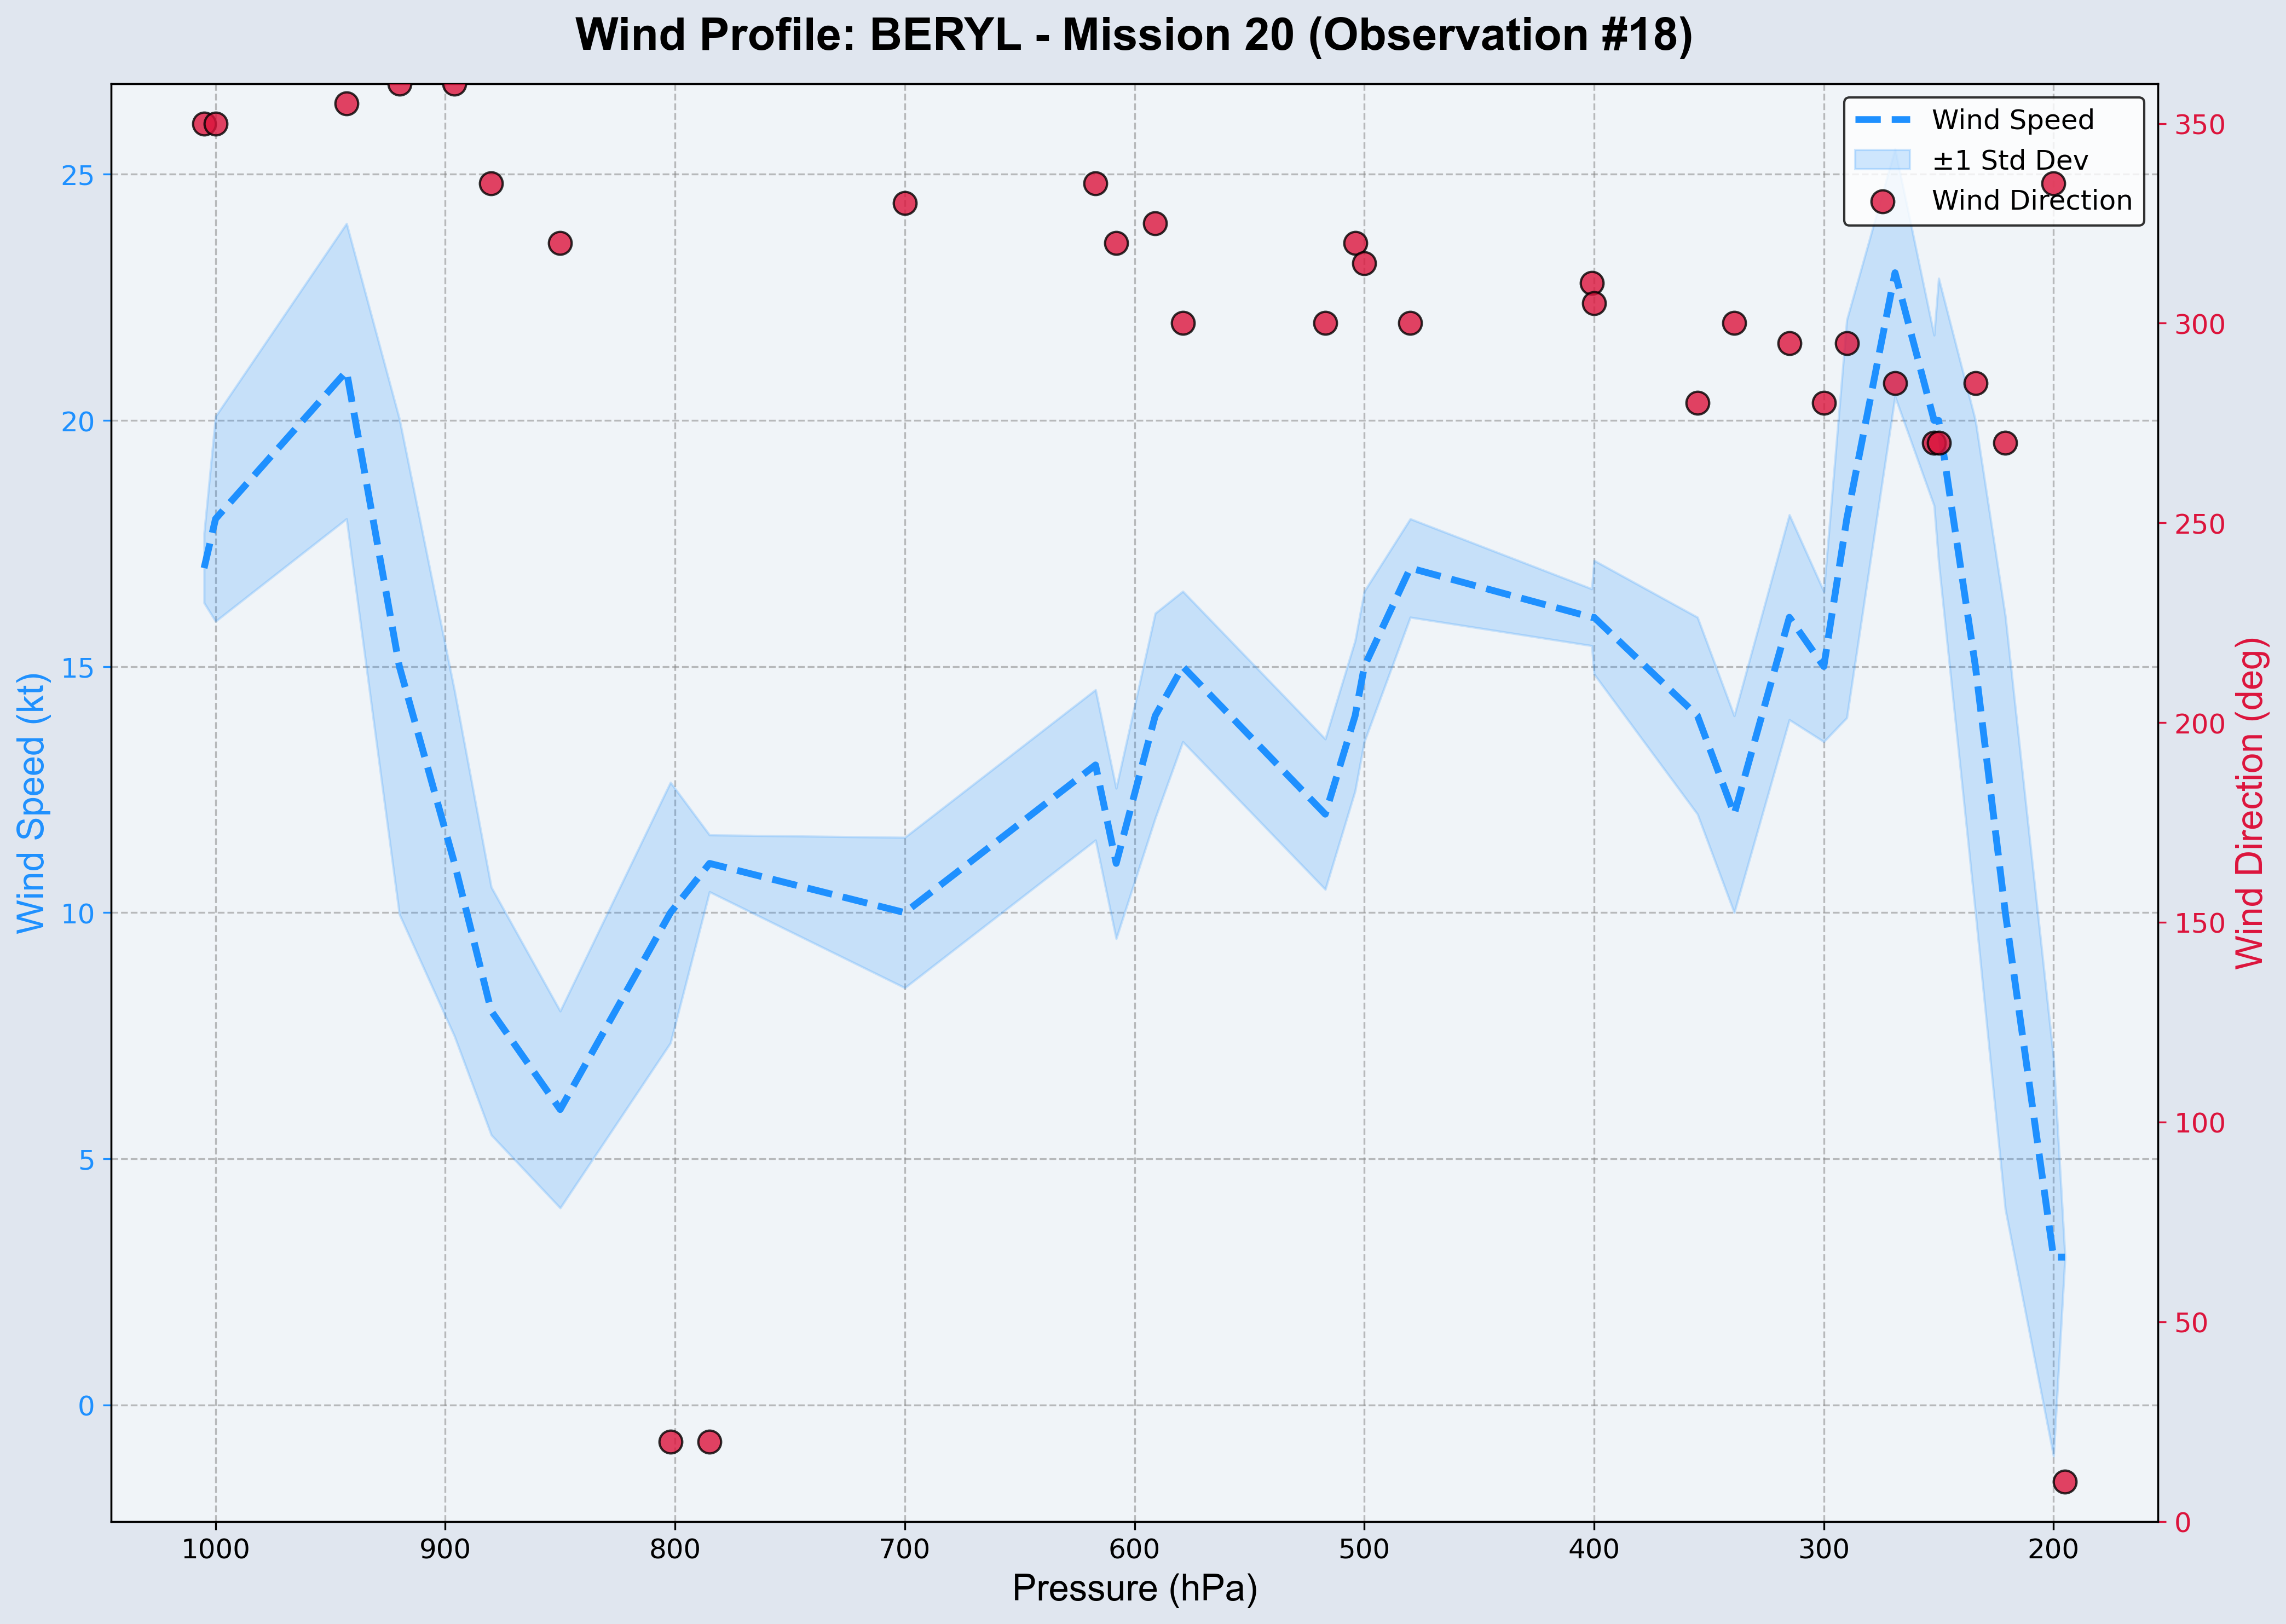 Wind Profile: BERYL - Mission 20 (Observation #18)
Wind Speed
±1 Std Dev
Wind Direction
Wind Speed (kt)
25
20
15
10
5
0
350
300
250
200
150
100
50
0
Wind Direction (deg)
1000 900 800 700 600 500 400 300 200
Pressure (hPa)